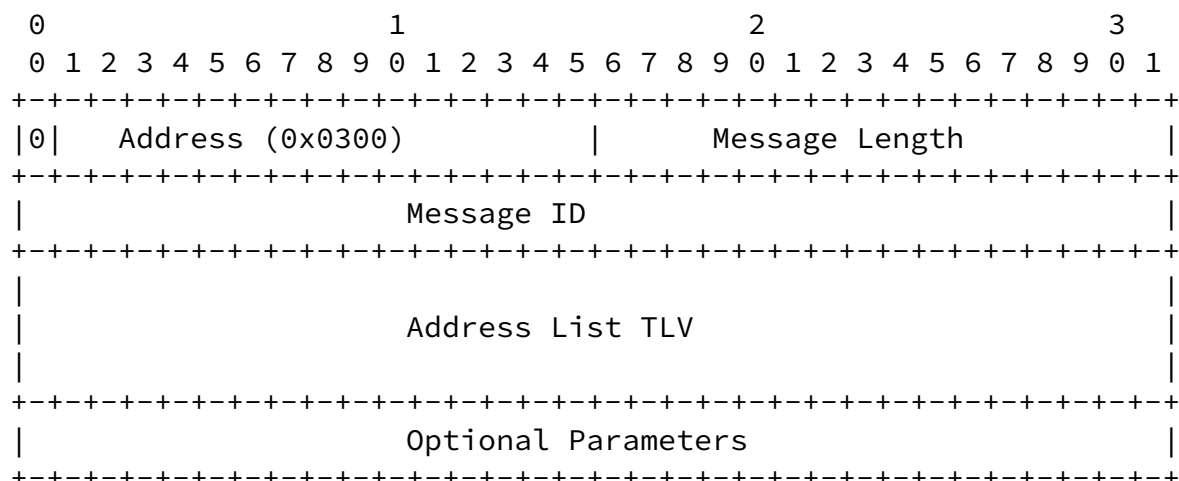 0                   1                   2                   3
 0 1 2 3 4 5 6 7 8 9 0 1 2 3 4 5 6 7 8 9 0 1 2 3 4 5 6 7 8 9 0 1
+-+-+-+-+-+-+-+-+-+-+-+-+-+-+-+-+-+-+-+-+-+-+-+-+-+-+-+-+-+-+-+-+
|0|   Address (0x0300)          |      Message Length           |
+-+-+-+-+-+-+-+-+-+-+-+-+-+-+-+-+-+-+-+-+-+-+-+-+-+-+-+-+-+-+-+-+
|                     Message ID                                |
+-+-+-+-+-+-+-+-+-+-+-+-+-+-+-+-+-+-+-+-+-+-+-+-+-+-+-+-+-+-+-+-+
|                                                               |
|                     Address List TLV                          |
|                                                               |
+-+-+-+-+-+-+-+-+-+-+-+-+-+-+-+-+-+-+-+-+-+-+-+-+-+-+-+-+-+-+-+-+
|                     Optional Parameters                       |
+-+-+-+-+-+-+-+-+-+-+-+-+-+-+-+-+-+-+-+-+-+-+-+-+-+-+-+-+-+-+-+-+